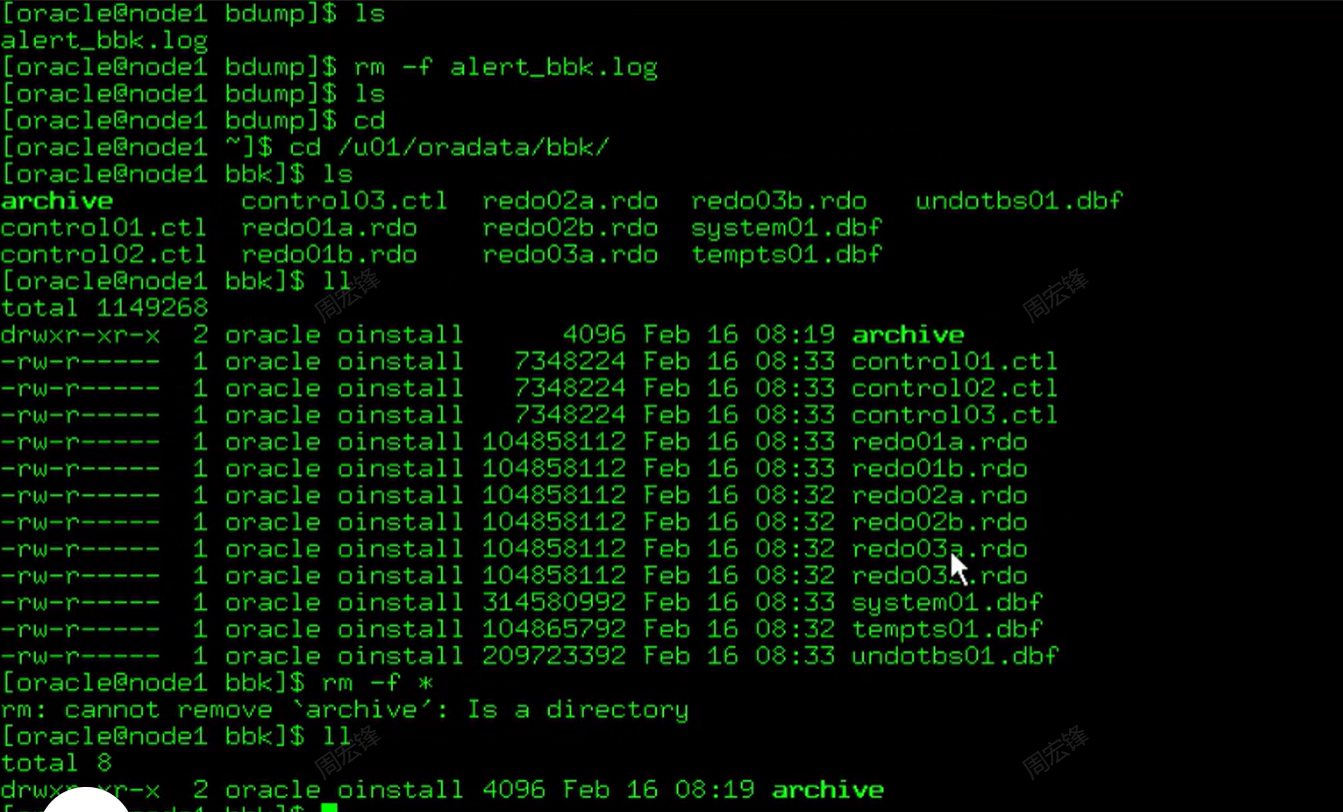 [oracle@node1 bdump]$ ls
alert_bbk.log
[oracle@node1 bdump]$ rm -f alert_bbk.log
[oracle@node1 bdump]$ ls
[oracle@node1 bdump]$ cd
[oracle@node1 ~]$ cd /u01/oradata/bbk/
[oracle@node1 bbk]$ ls
archive control03.ctl redo02a.rdo redo03b.rdo undotbs01.dbf
control01.ctl redo01a.rdo redo02b.rdo system01.dbf
control02.ctl redo01b.rdo redo03a.rdo tempts01.dbf
[oracle@node1 bbk]$ ll
周宏锋 周宏锋
total 1149268
drwxr-xr-x 2 oracle oinstall 4096 Feb 16 08:19 archive
-rw-r----- 1 oracle oinstall 7348224 Feb 16 08:33 control01.ctl
-rw-r----- 1 oracle oinstall 7348224 Feb 16 08:33 control02.ctl
-rw-r----- 1 oracle oinstall 7348224 Feb 16 08:33 control03.ctl
-rw-r----- 1 oracle oinstall 104858112 Feb 16 08:33 redo01a.rdo
-rw-r----- 1 oracle oinstall 104858112 Feb 16 08:33 redo01b.rdo
-rw-r----- 1 oracle oinstall 104858112 Feb 16 08:32 redo02a.rdo
-rw-r----- 1 oracle oinstall 104858112 Feb 16 08:32 redo02b.rdo
-rw-r----- 1 oracle oinstall 104858112 Feb 16 08:32 redo03a.rdo
-rw-r----- 1 oracle oinstall 104858112 Feb 16 08:32 redo03b.rdo
-rw-r----- 1 oracle oinstall 314580992 Feb 16 08:33 system01.dbf
-rw-r----- 1 oracle oinstall 104865792 Feb 16 08:32 tempts01.dbf
-rw-r----- 1 oracle oinstall 209723392 Feb 16 08:33 undotbs01.dbf
[oracle@node1 bbk]$ rm -f *
rm: cannot remove `archive': Is a directory
[oracle@node1 bbk]$ ll
周宏锋 周宏锋
total 8
drwxr-xr-x 2 oracle oinstall 4096 Feb 16 08:19 archive